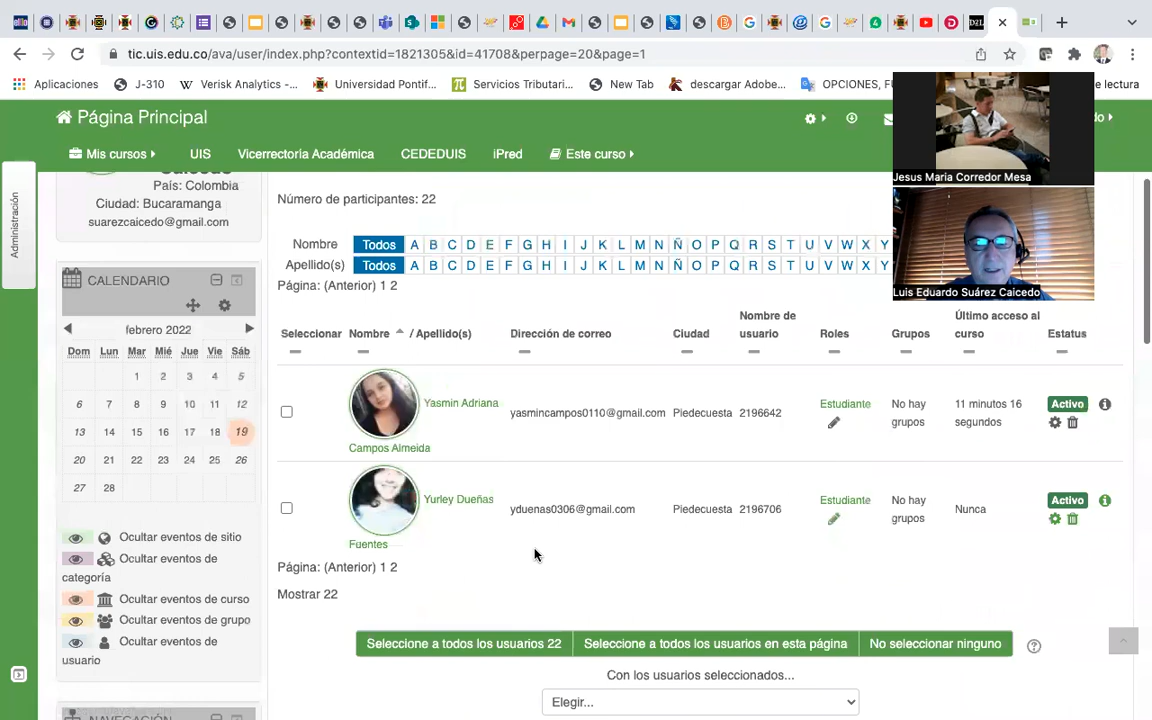 tic.uis.edu.co/ava/user/index.php?contextid=1821305&id=41708&perpage=20&page=1
Aplicaciones
J-310
Verisk Analytics -...
Universidad Pontif...
Servicios Tributari...
New Tab
descargar Adobe...
OPCIONES, FU
e lectura
Página Principal
Mis cursos
UIS
Vicerrectoría Académica
CEDEDUIS
iPred
Este curso
Jesus Maria Corredor Mesa
Luis Eduardo Suárez Caicedo
Administración
País: Colombia
Ciudad: Bucaramanga
suarezcaicedo@gmail.com
CALENDARIO
febrero 2022
Dom Lun Mar Mié Jue Vie Sáb
1 2 3 4 5
6 7 8 9 10 11 12
13 14 15 16 17 18 19
20 21 22 23 24 25 26
27 28
Ocultar eventos de sitio
Ocultar eventos de
categoría
Ocultar eventos de curso
Ocultar eventos de grupo
Ocultar eventos de
usuario
Número de participantes: 22
Nombre Todos A B C D E F G H I J K L M N Ñ O P Q R S T U V W X Y
Apellido(s) Todos A B C D E F G H I J K L M N Ñ O P Q R S T U V W X Y
Página: (Anterior) 1 2
Seleccionar Nombre / Apellido(s) Dirección de correo Ciudad Nombre de usuario Roles Grupos Último acceso al curso Estatus
Yasmin Adriana Campos Almeida yasmincampos0110@gmail.com Piedecuesta 2196642 Estudiante No hay grupos 11 minutos 16 segundos Activo
Yurley Dueñas Fuentes yduenas0306@gmail.com Piedecuesta 2196706 Estudiante No hay grupos Nunca Activo
Página: (Anterior) 1 2
Mostrar 22
Seleccione a todos los usuarios 22
Seleccione a todos los usuarios en esta página
No seleccionar ninguno
Con los usuarios seleccionados...
Elegir...